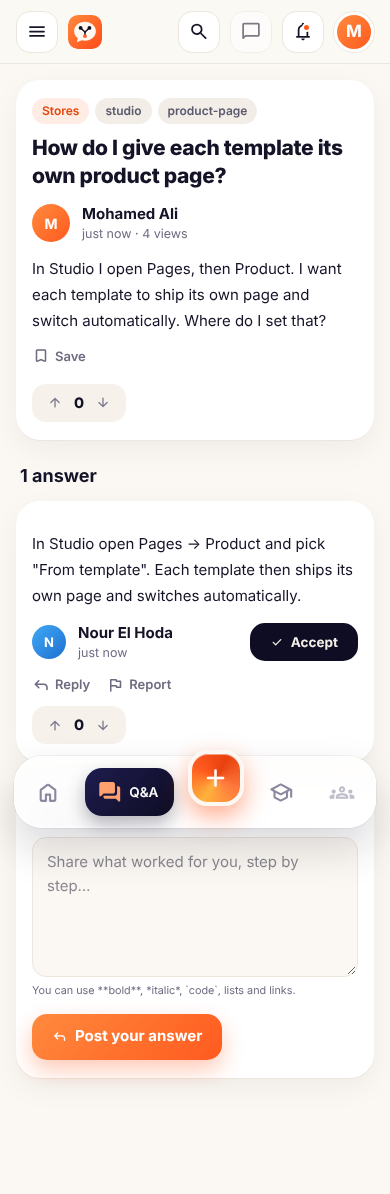 M
Stores studio product-page
How do I give each template its
own product page?
M
Mohamed Ali
just now · 4 views
In Studio I open Pages, then Product. I want
each template to ship its own page and
switch automatically. Where do I set that?
Save
0
1 answer
In Studio open Pages → Product and pick
"From template". Each template then ships its
own page and switches automatically.
N
Nour El Hoda
just now
Accept
Reply Report
0
Q&A
Share what worked for you, step by
step...
You can use **bold**, *italic*, `code`, lists and links.
Post your answer